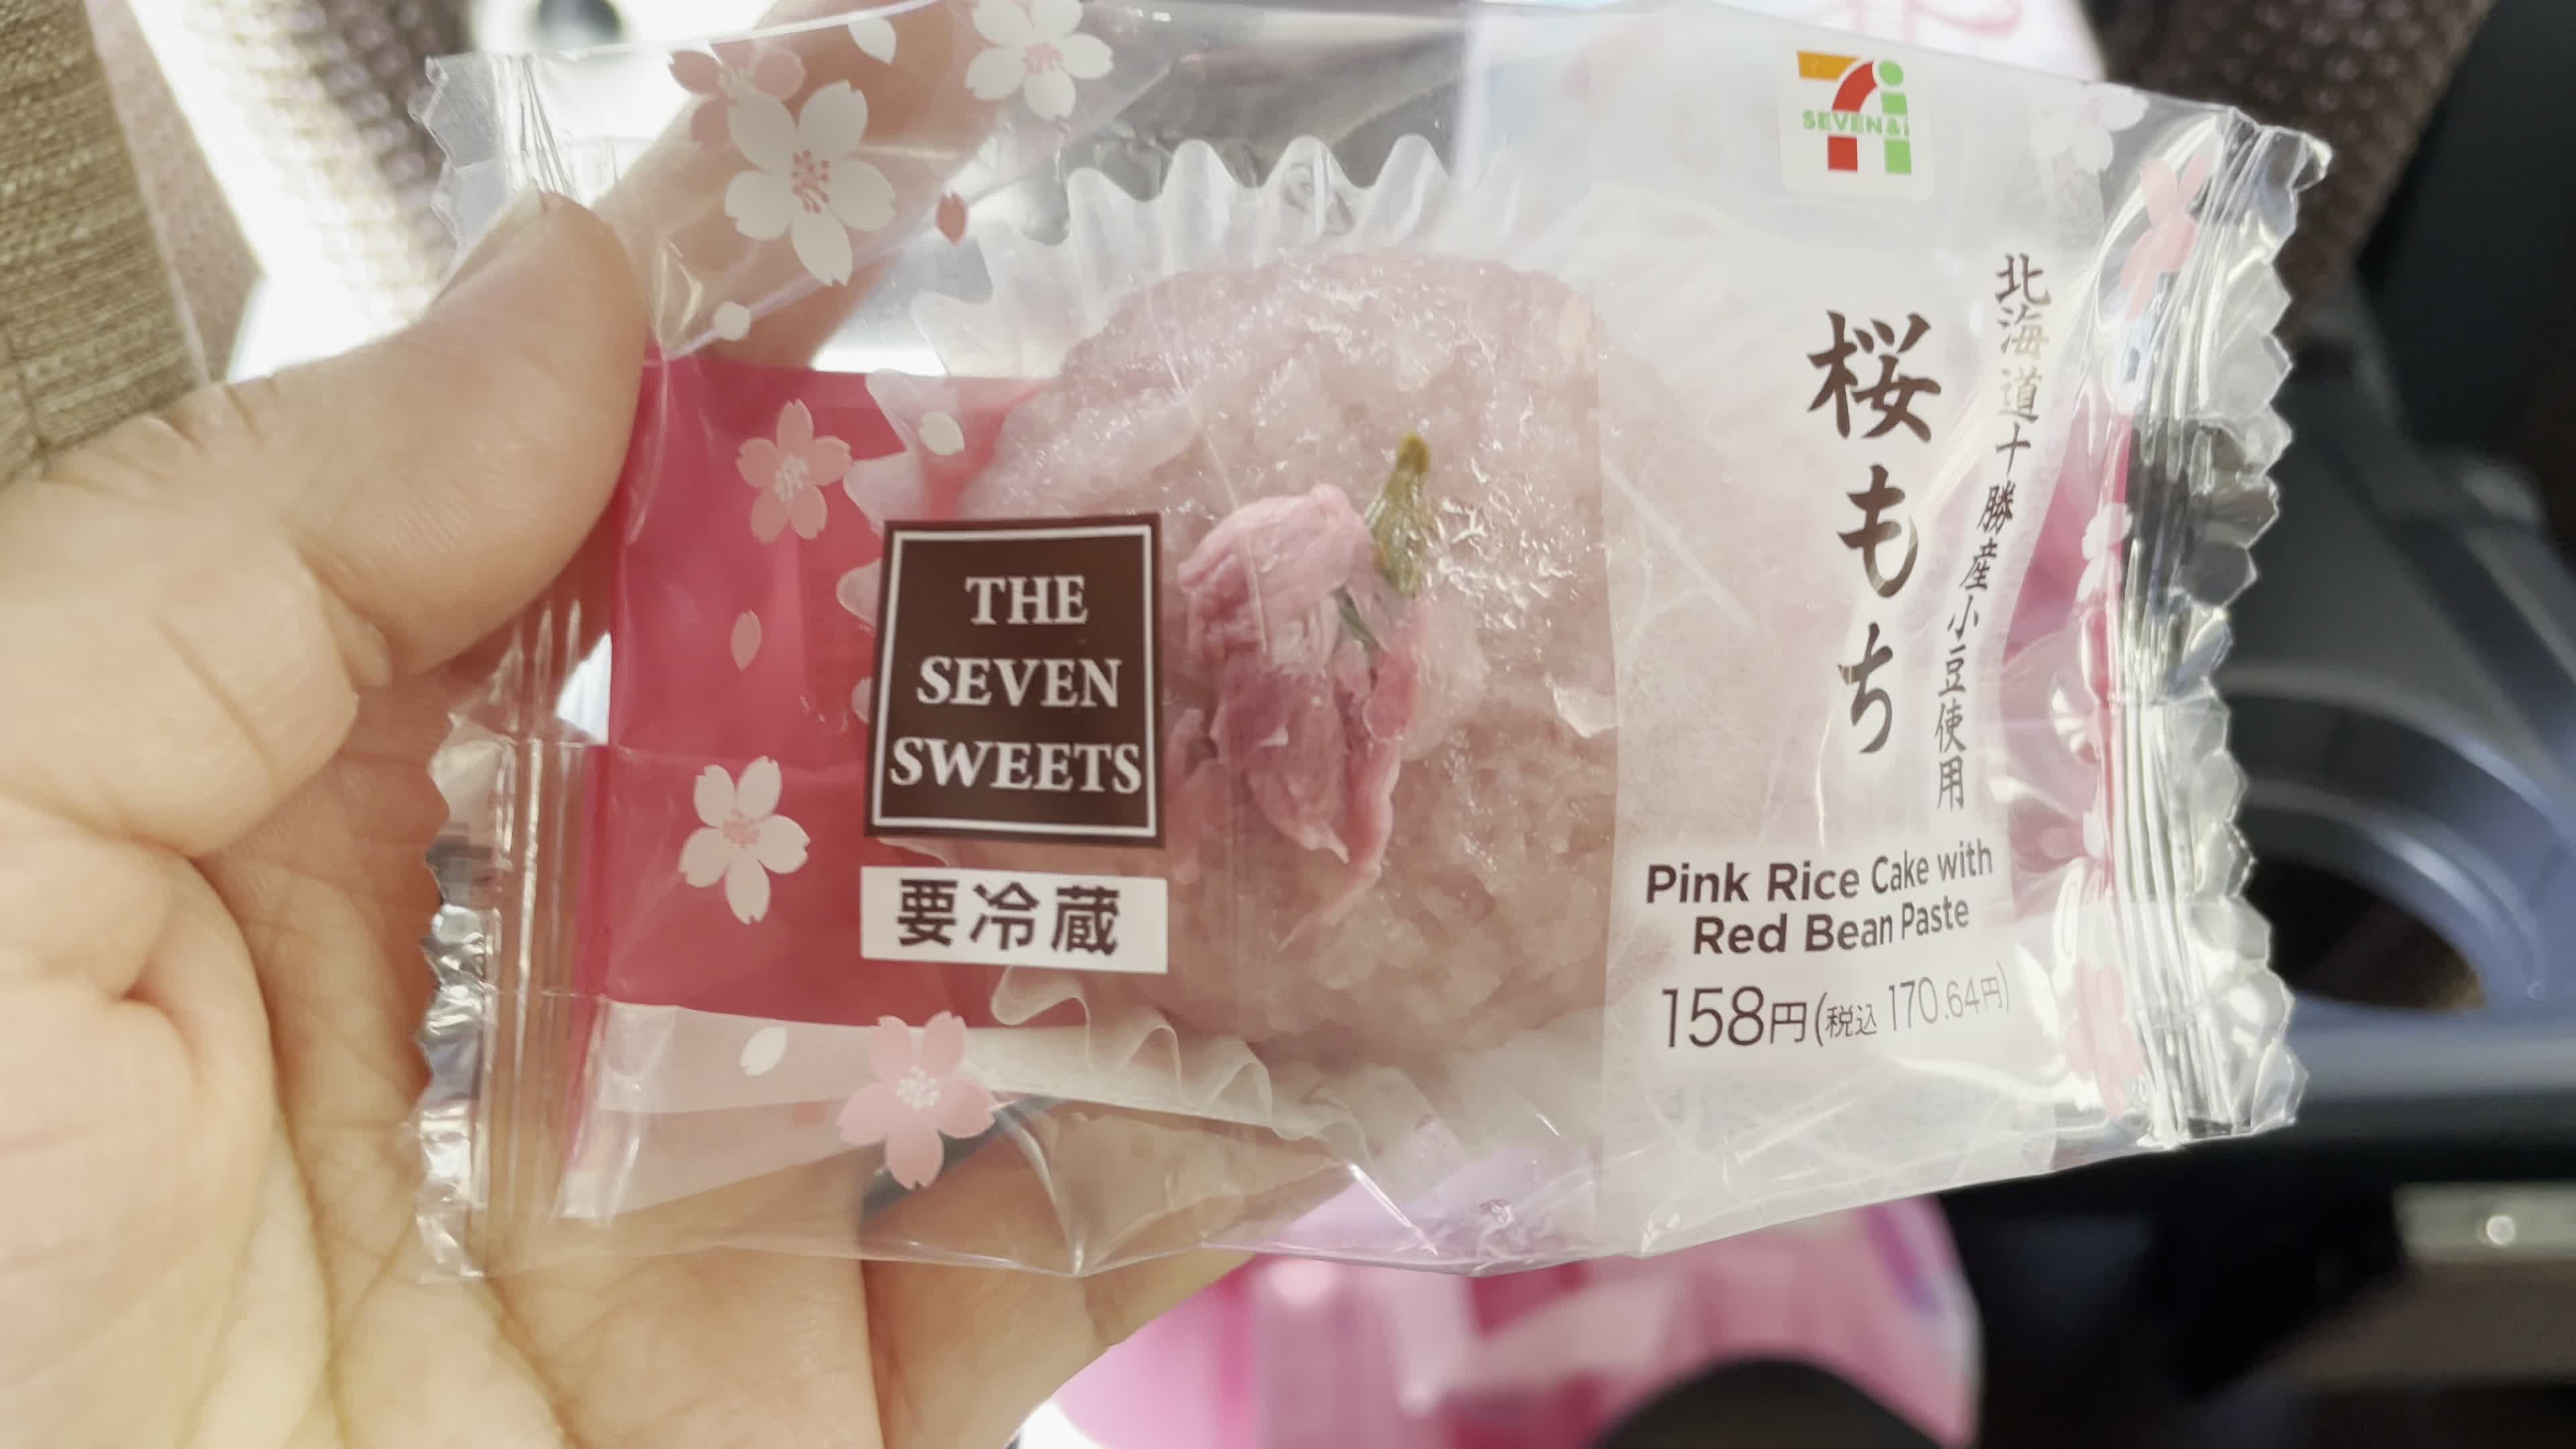 SEVEN&i
北海道十勝産小豆使用
桜もち
THE
SEVEN
SWEETS
要冷蔵
Pink Rice Cake with
Red Bean Paste
158円(税込 170.64円)